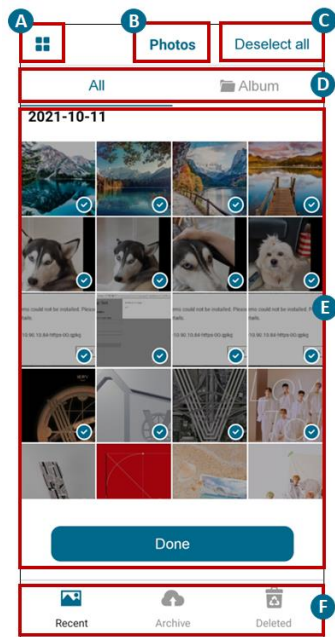 A
B
C
Photos
Deselect all
D
All
Album
2021-10-11
E
Done
Recent
Archive
Deleted
F